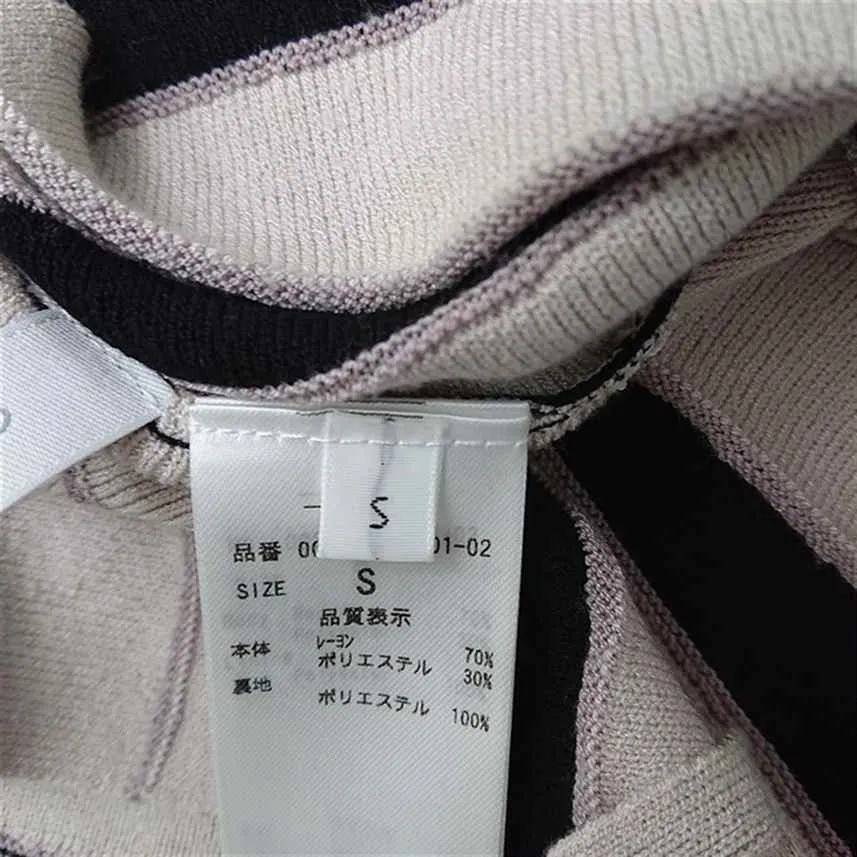 S
品番 00 01-02
SIZE S
品質表示
本体 レーヨン 70%
ポリエステル 30%
裏地 ポリエステル 100%